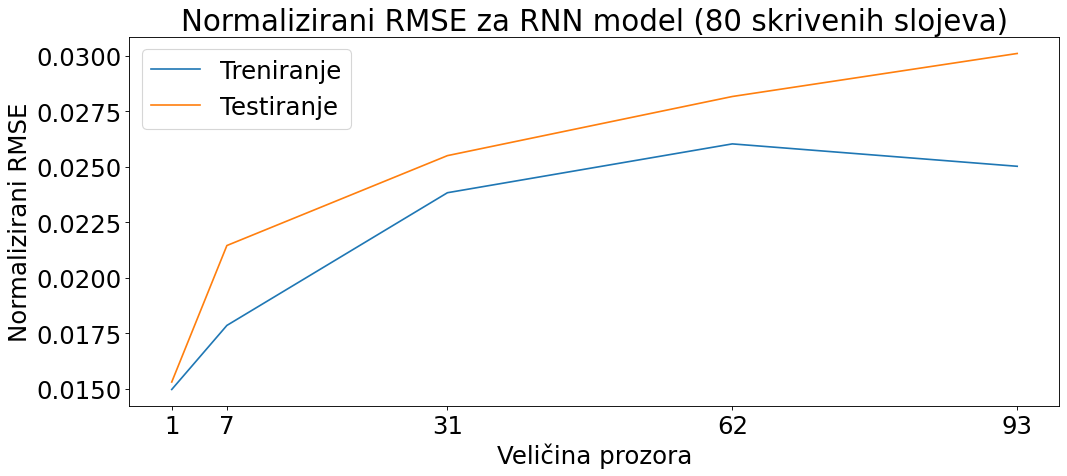 Normalizirani RMSE za RNN model (80 skrivenih slojeva)
Treniranje
Testiranje
Normalizirani RMSE
0.0300
0.0275
0.0250
0.0225
0.0200
0.0175
0.0150
1 7 31 62 93
Veličina prozora